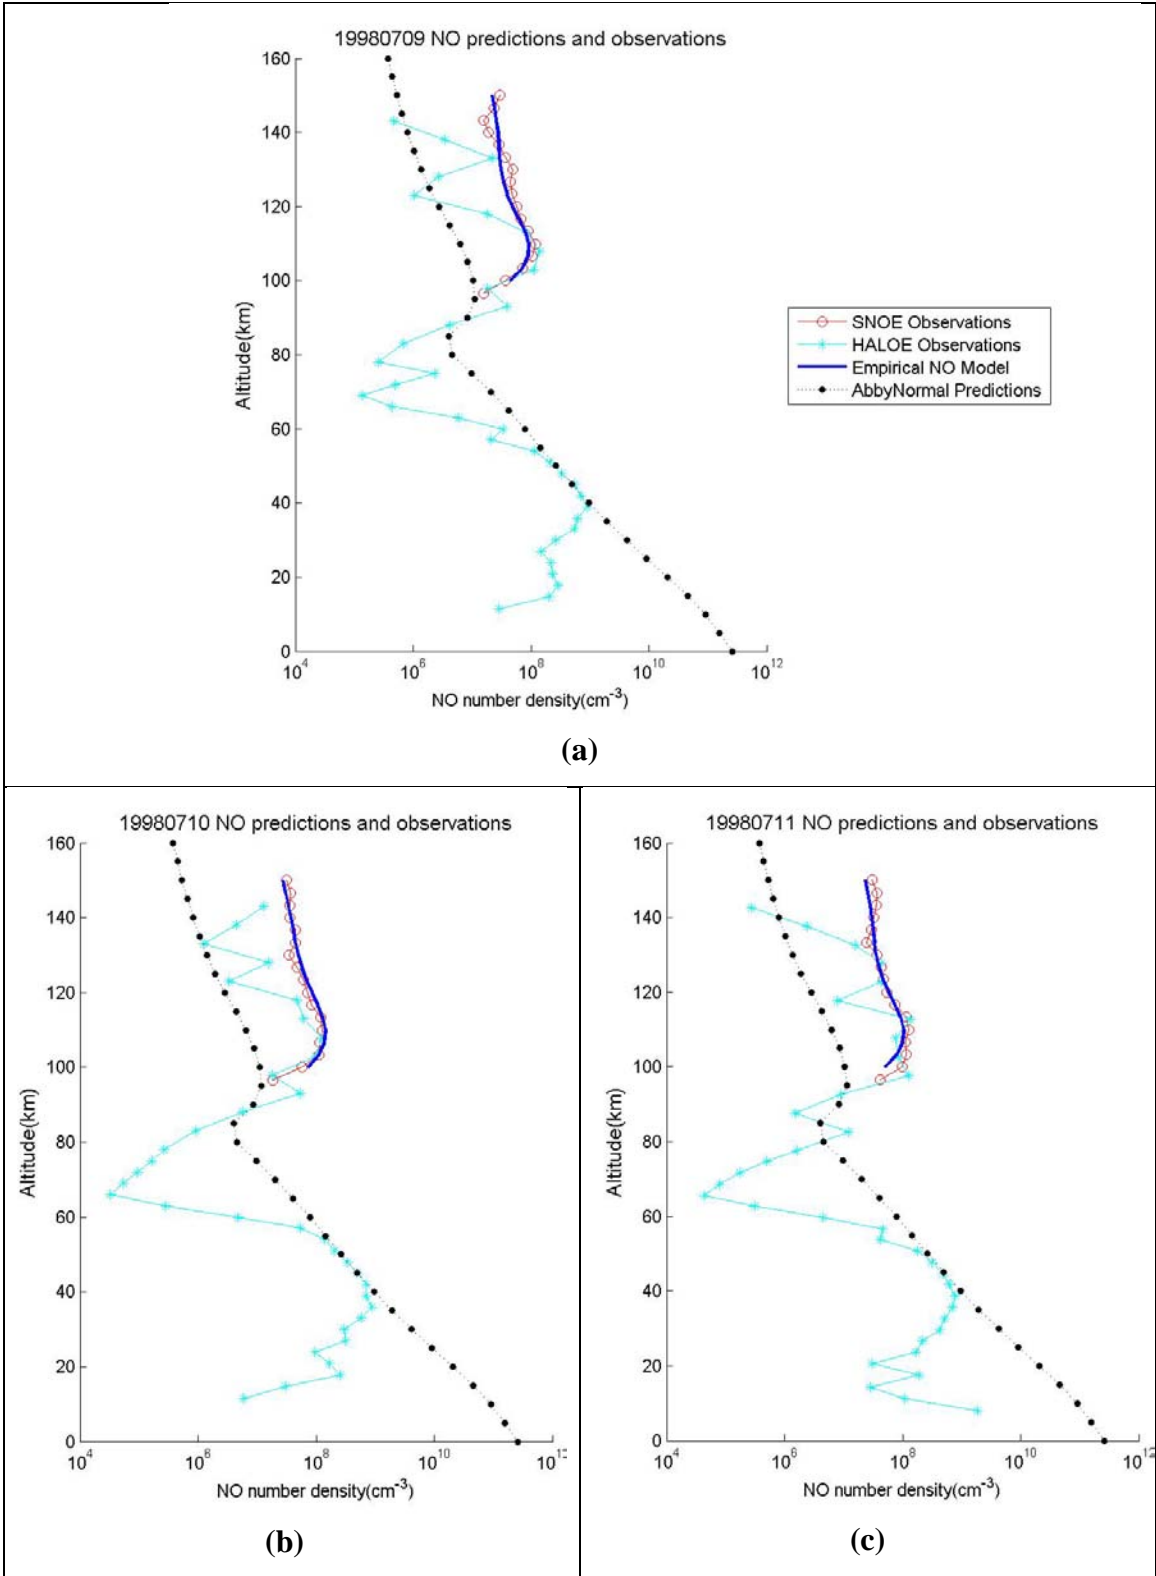 19980709 NO predictions and observations
160
140
120
100
80
60
40
20
0
Altitude(km)
10^4 10^6 10^8 10^10 10^12
NO number density(cm^-3)
SNOE Observations
HALOE Observations
Empirical NO Model
AbbyNormal Predictions
(a)
19980710 NO predictions and observations
160
140
120
100
80
60
40
20
0
Altitude(km)
10^4 10^6 10^8 10^10
NO number density(cm^-3)
(b)
19980711 NO predictions and observations
160
140
120
100
80
60
40
20
0
Altitude(km)
10^4 10^6 10^8 10^10 10^12
NO number density(cm^-3)
(c)